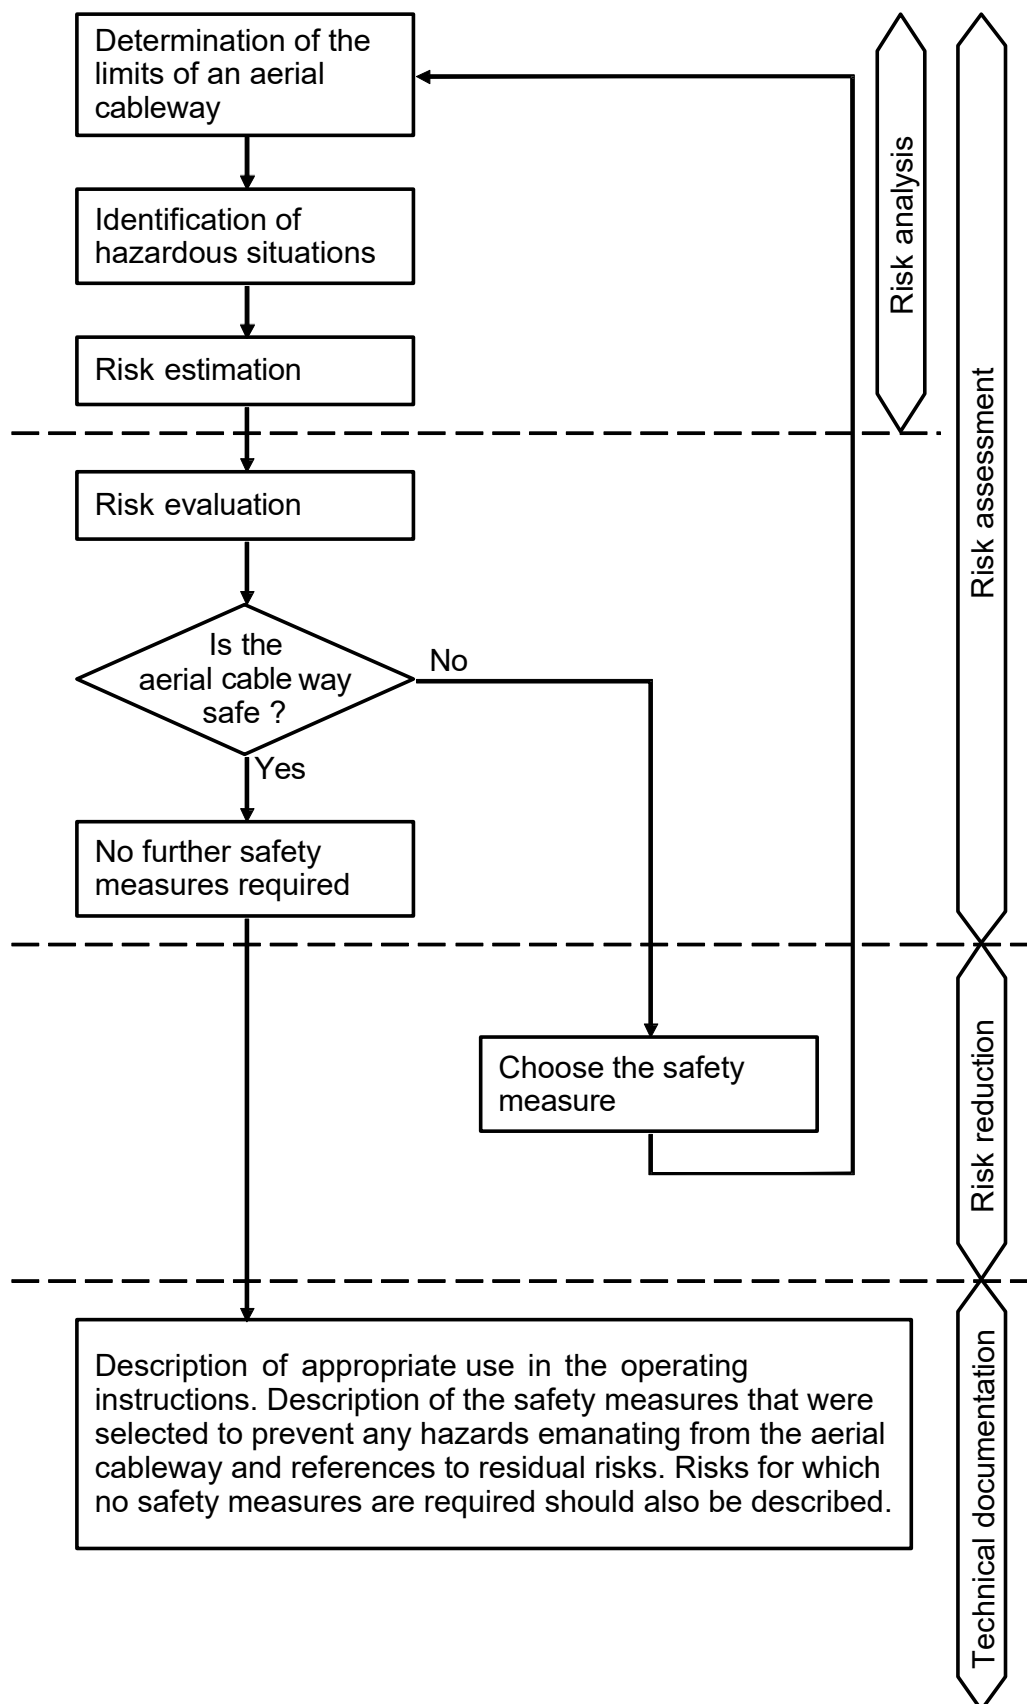 Determination of the
limits of an aerial
cableway
Identification of
hazardous situations
Risk estimation
Risk evaluation
Is the
aerial cable way
safe ?
No
Yes
No further safety
measures required
Choose the safety
measure
Description of appropriate use in the operating
instructions. Description of the safety measures that were
selected to prevent any hazards emanating from the aerial
cableway and references to residual risks. Risks for which
no safety measures are required should also be described.
Risk analysis
Risk assessment
Risk reduction
Technical documentation